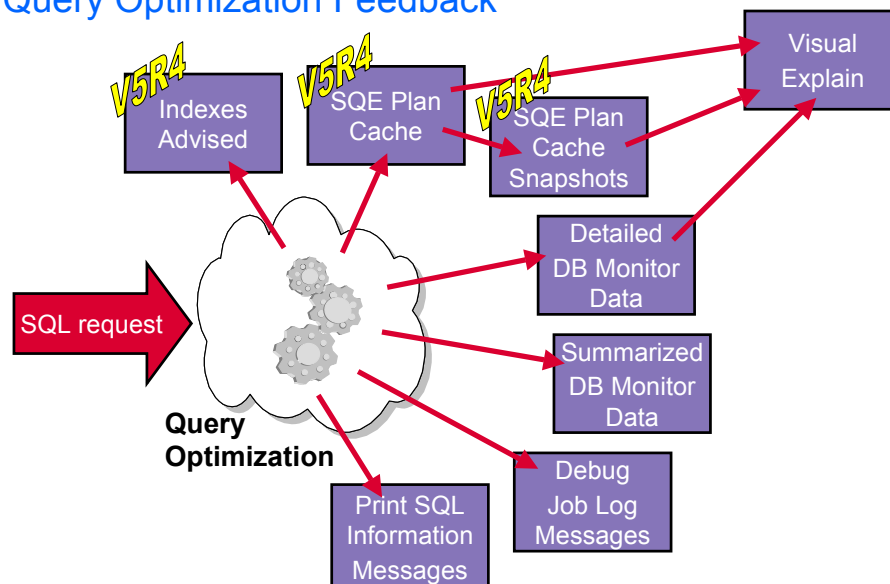 Query Optimization Feedback
Visual
Explain
V5R4
Indexes
Advised
V5R4
SQE Plan
Cache
V5R4
SQE Plan
Cache
Snapshots
Detailed
DB Monitor
Data
SQL request
Summarized
DB Monitor
Data
Query
Optimization
Debug
Job Log
Messages
Print SQL
Information
Messages